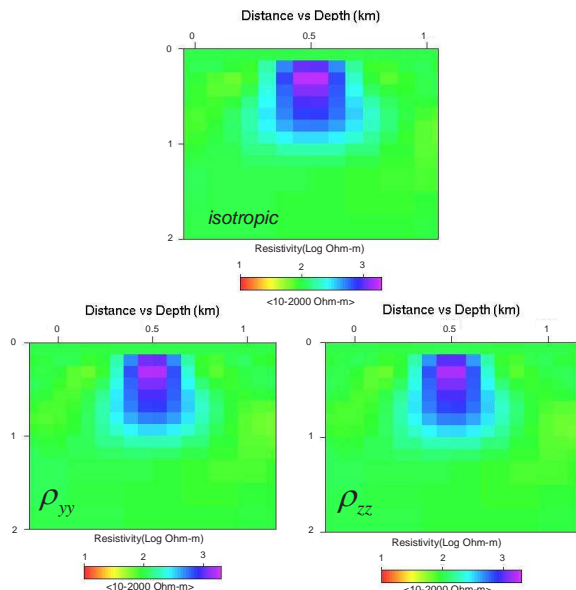 Distance vs Depth (km)
0 0.5 1
0
1
2
isotropic
Resistivity(Log Ohm-m)
1 2 3
<10-2000 Ohm-m>
Distance vs Depth (km)
0 0.5 1
0
1
2
ρyy
Resistivity(Log Ohm-m)
1 2 3
<10-2000 Ohm-m>
Distance vs Depth (km)
0 0.5 1
0
1
2
ρzz
Resistivity(Log Ohm-m)
1 2 3
<10-2000 Ohm-m>